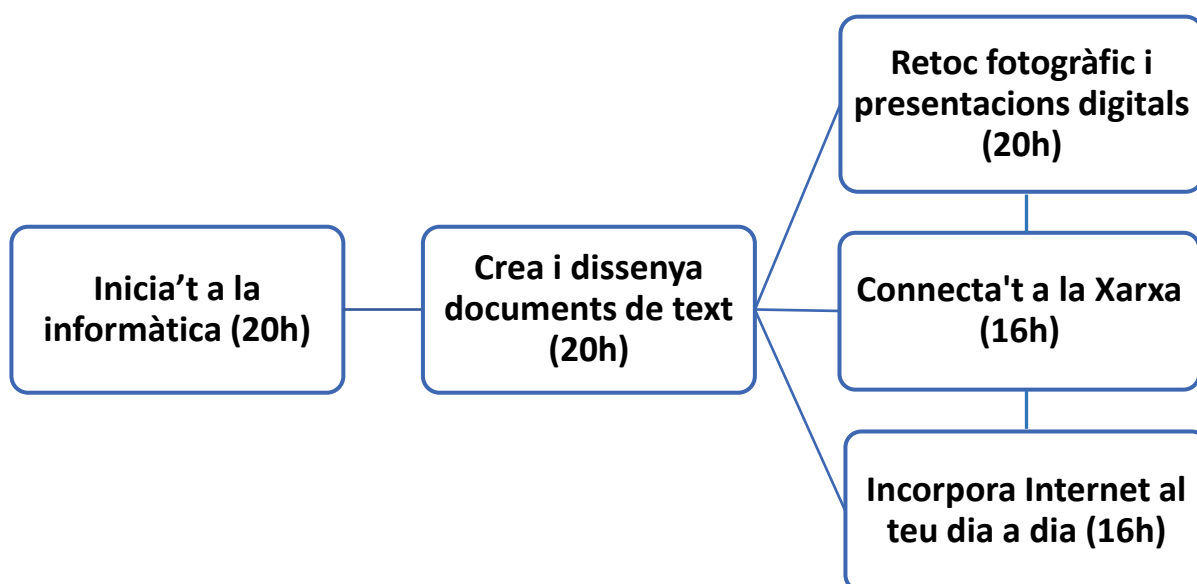 Inicia’t a la
informàtica (20h)
Crea i dissenya
documents de text
(20h)
Retoc fotogràfic i
presentacions digitals
(20h)
Connecta't a la Xarxa
(16h)
Incorpora Internet al
teu dia a dia (16h)